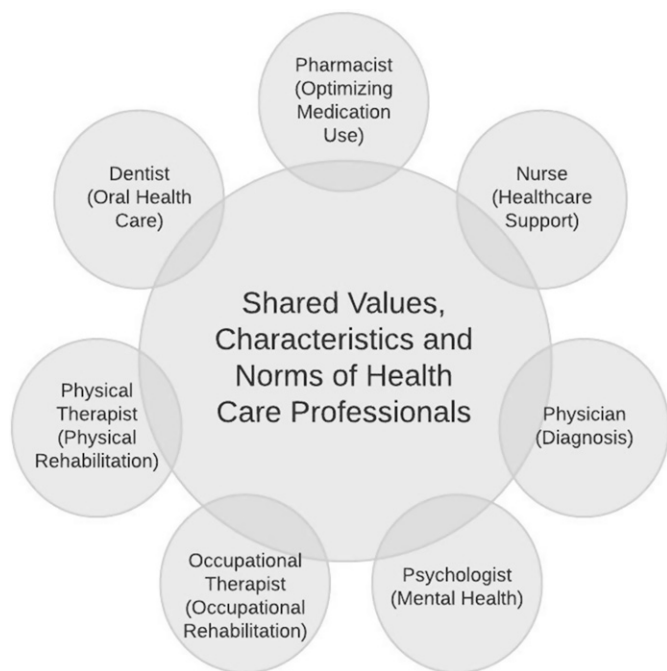 Pharmacist
(Optimizing
Medication
Use)
Nurse
(Healthcare
Support)
Physician
(Diagnosis)
Psychologist
(Mental Health)
Occupational
Therapist
(Occupational
Rehabilitation)
Physical
Therapist
(Physical
Rehabilitation)
Dentist
(Oral Health
Care)
Shared Values,
Characteristics and
Norms of Health
Care Professionals